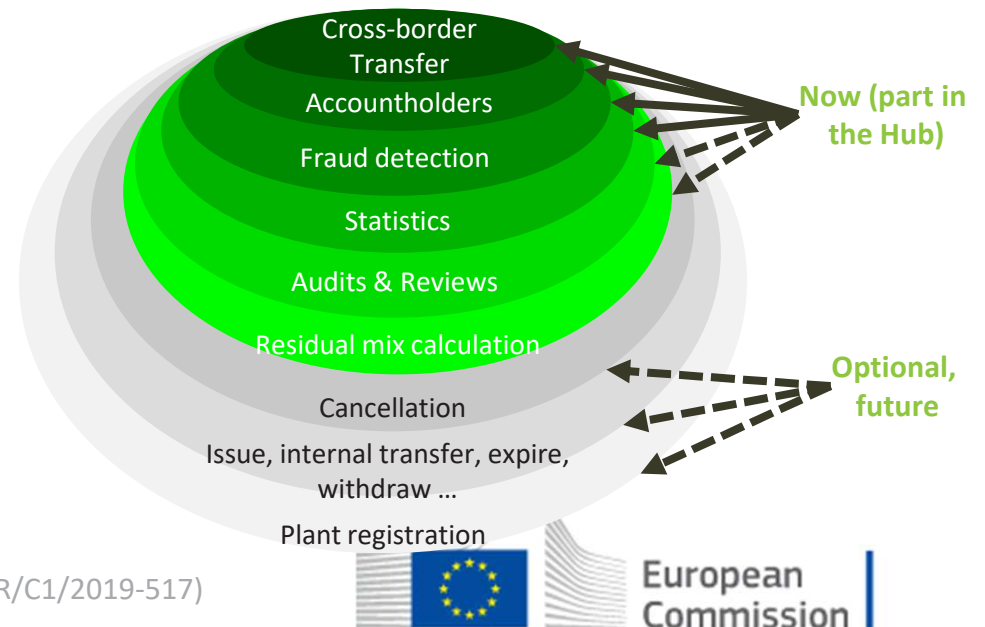 Cross-border
Transfer
Accountholders
Fraud detection
Statistics
Audits & Reviews
Residual mix calculation
Cancellation
Issue, internal transfer, expire,
withdraw ...
Plant registration
Now (part in
the Hub)
Optional,
future
R/C1/2019-517)
European
Commission